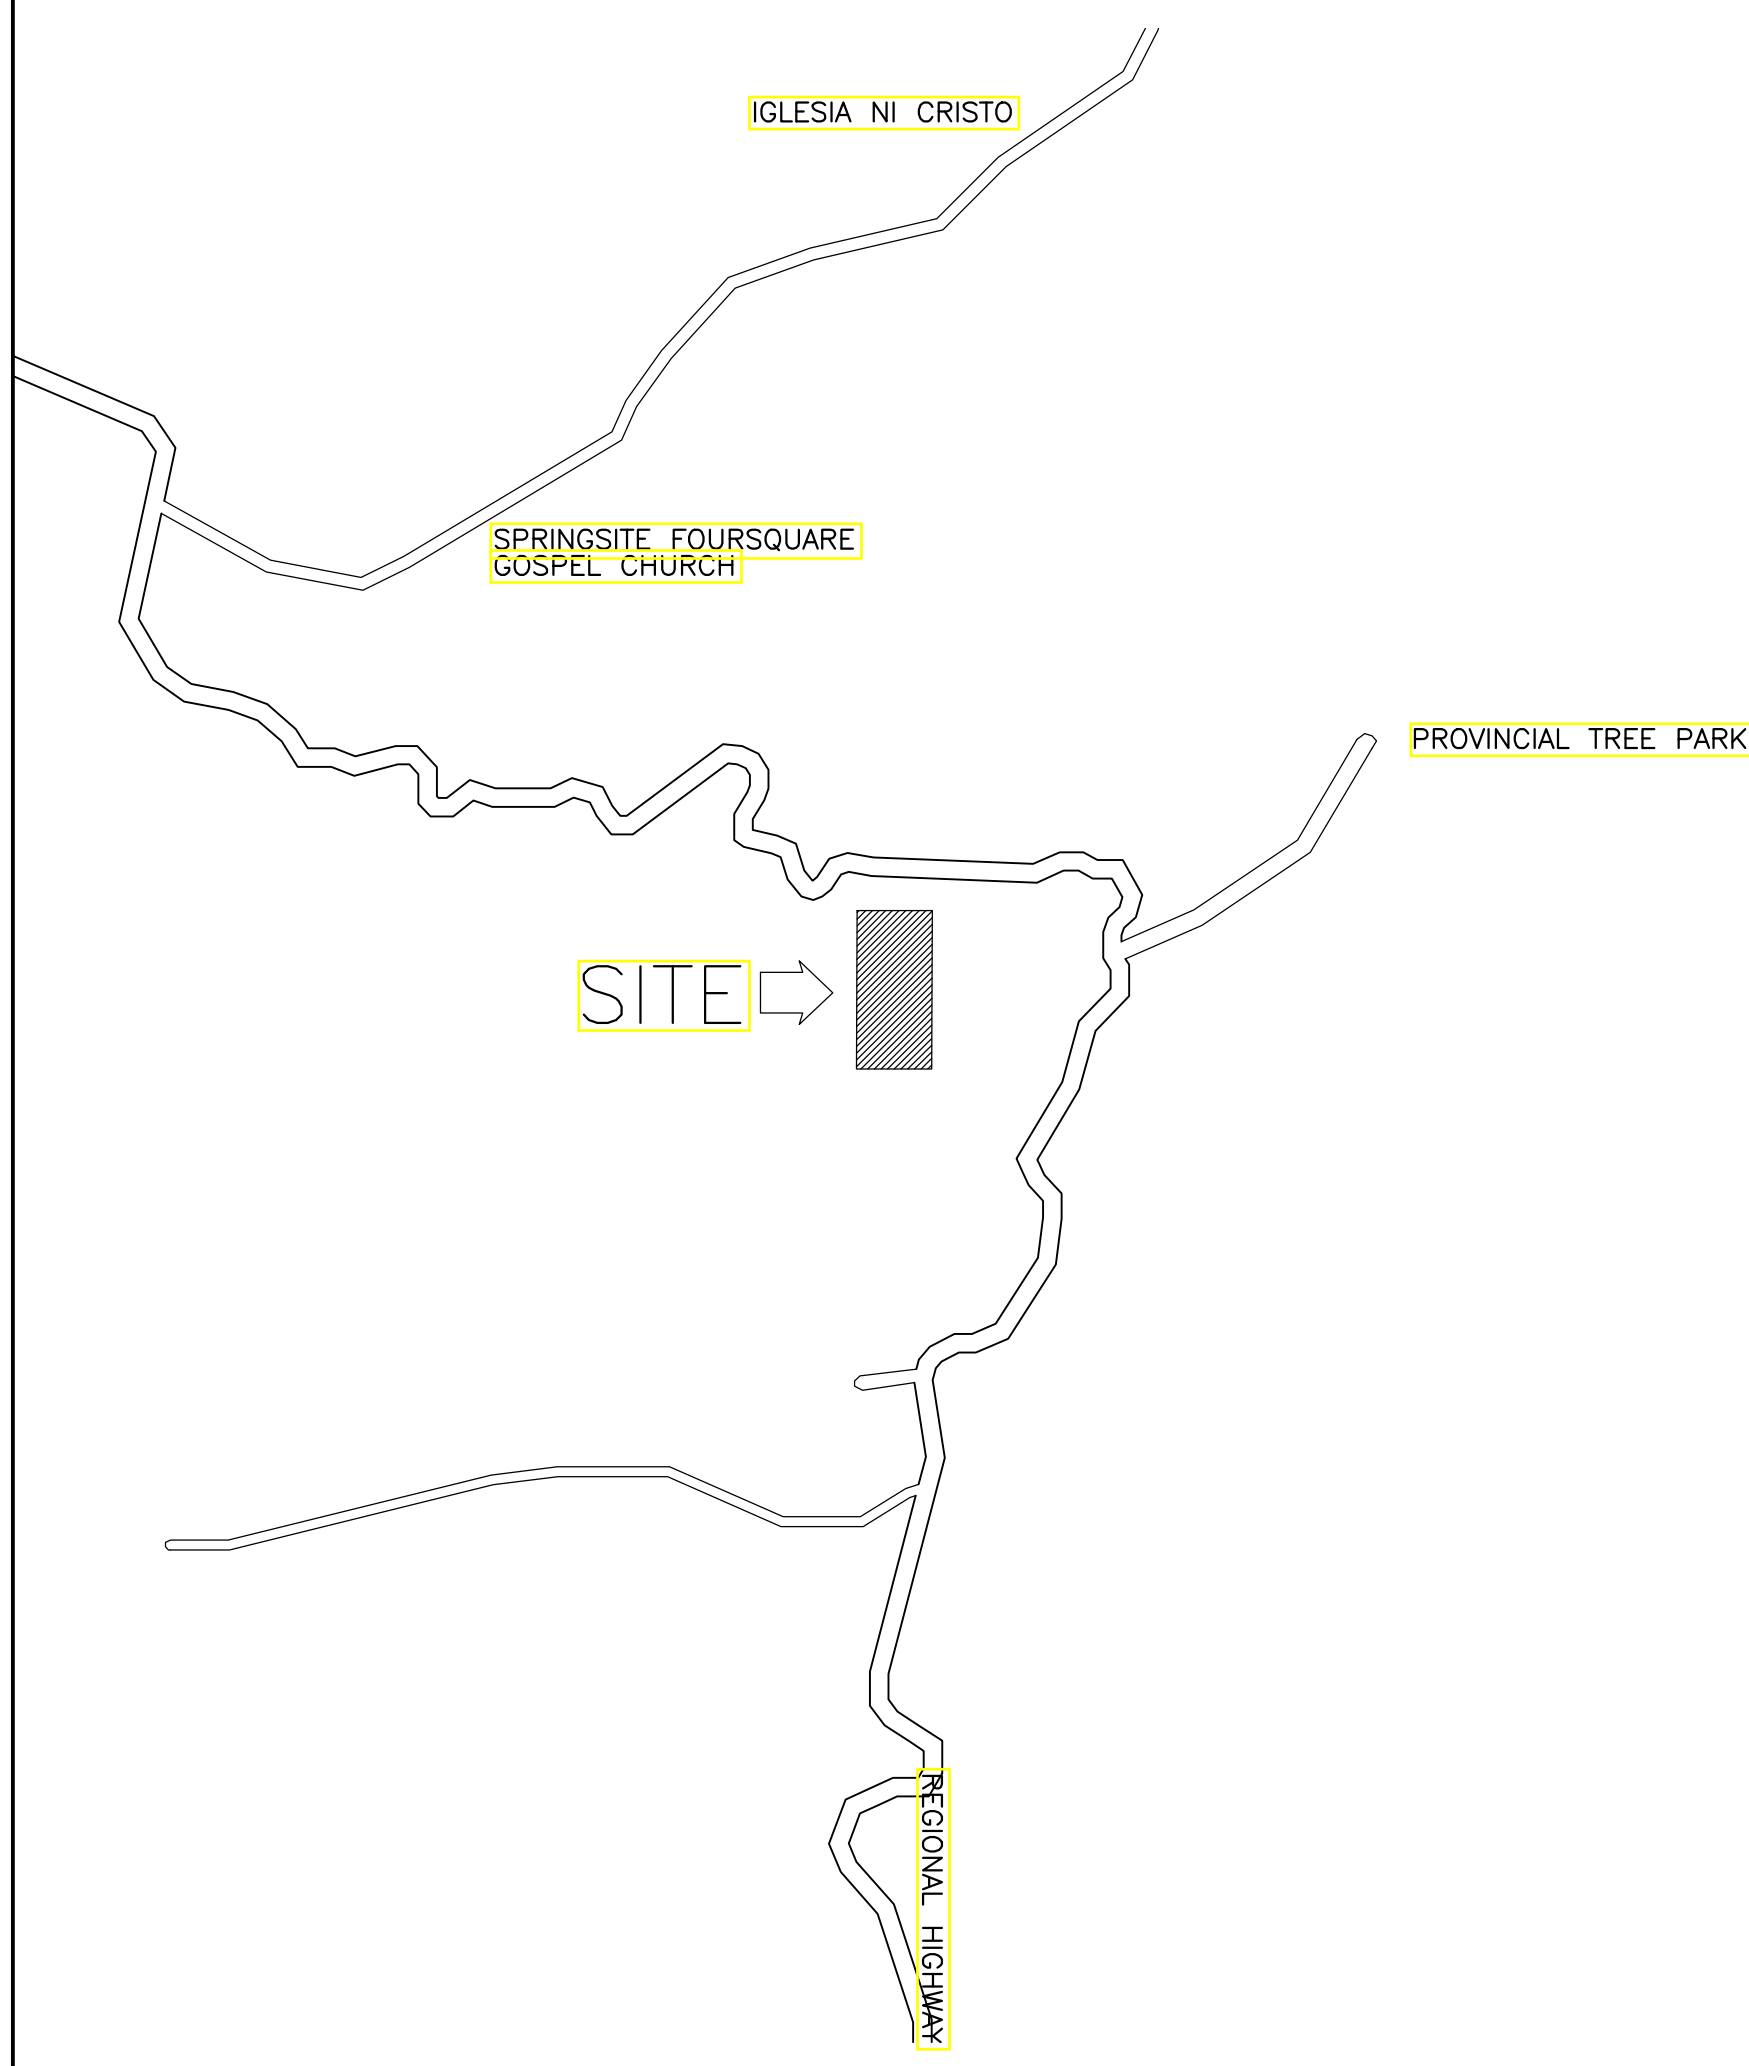 IGLESIA NI CRISTO
SPRINGSITE FOURSQUARE
GOSPEL CHURCH
PROVINCIAL TREE PARK
SITE
REGIONAL HIGHWAY